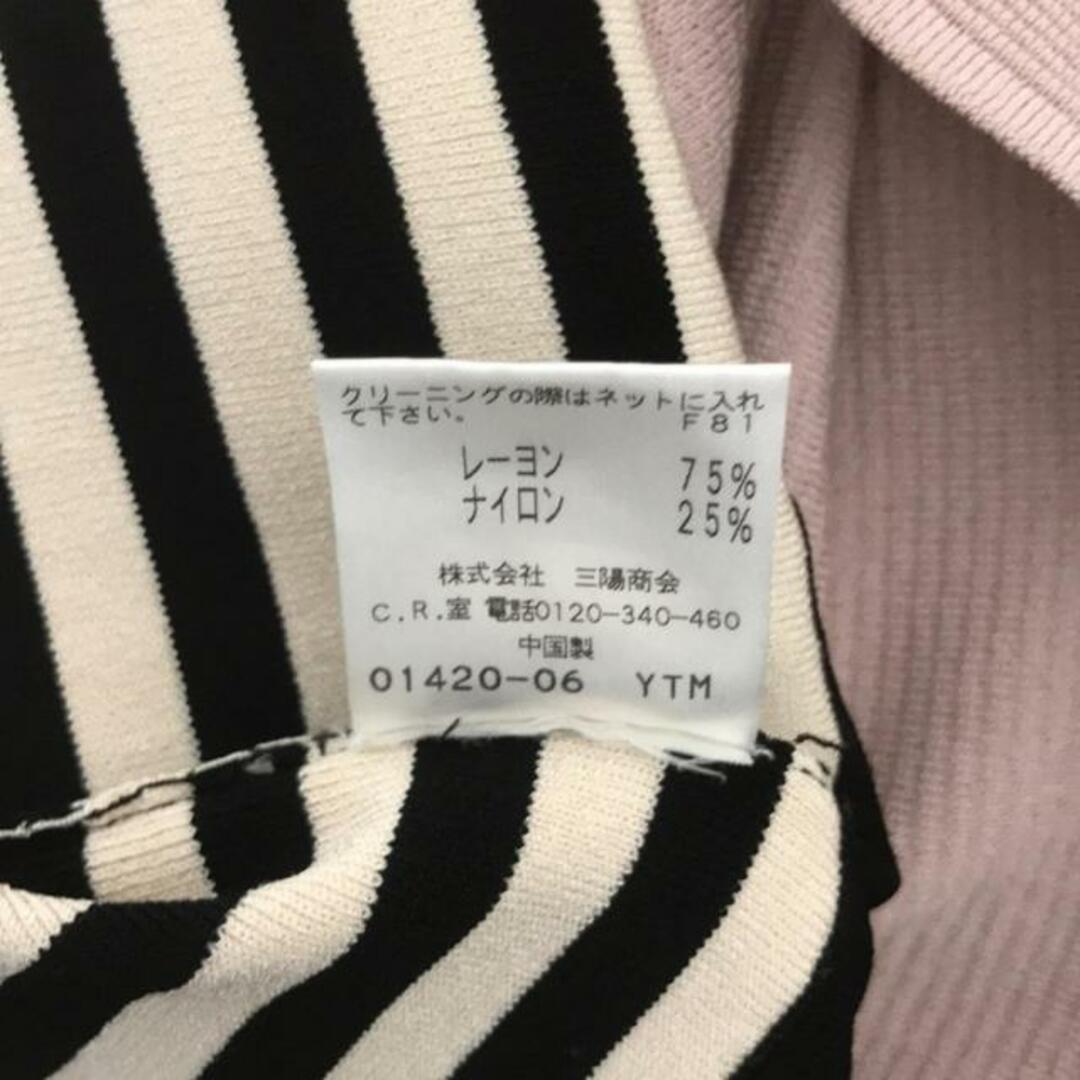 クリーニングの際はネットに入れ
て下さい。 F81
レーヨン 75%
ナイロン 25%
株式会社 三陽商会
C.R.室 電話0120-340-460
中国製
01420-06 YTM